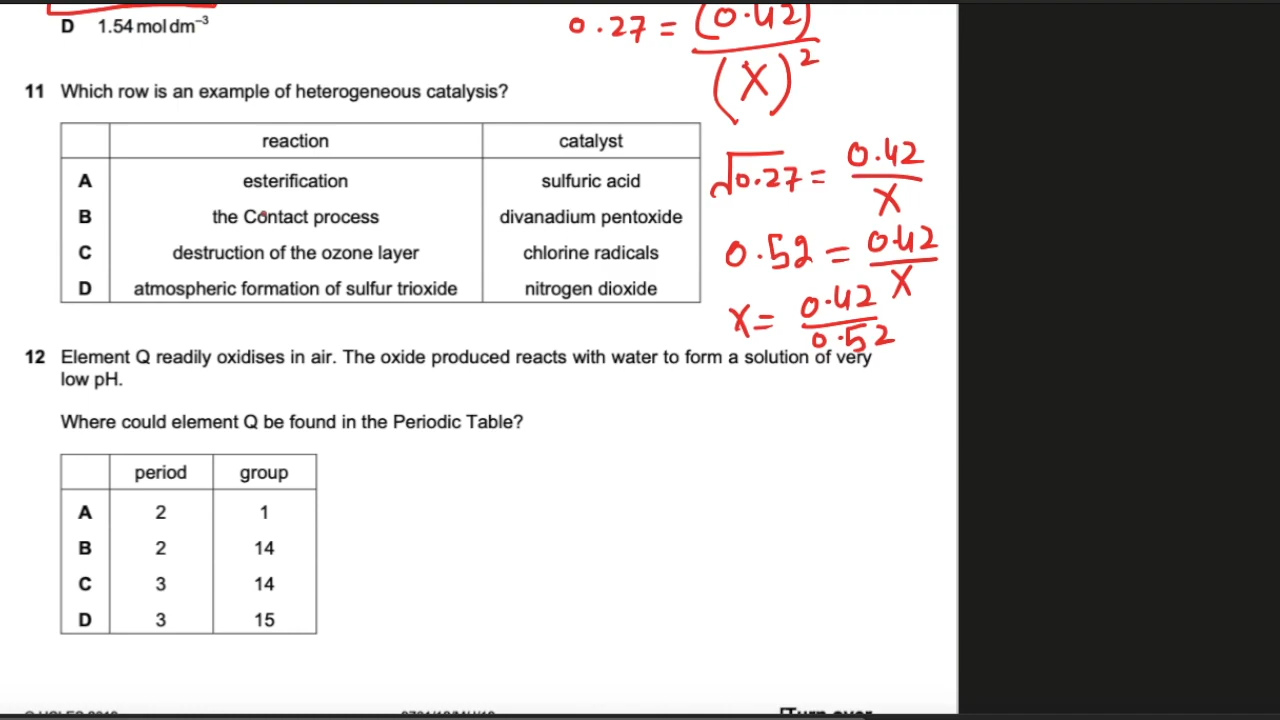 D 1.54 mol dm⁻³
0.27 = (0.42)
(x)²
11 Which row is an example of heterogeneous catalysis?
reaction catalyst
A esterification sulfuric acid
B the Contact process divanadium pentoxide
C destruction of the ozone layer chlorine radicals
D atmospheric formation of sulfur trioxide nitrogen dioxide
√0.27 = 0.42
x
0.52 = 0.42
x
x = 0.42
0.52
12 Element Q readily oxidises in air. The oxide produced reacts with water to form a solution of very
low pH.
Where could element Q be found in the Periodic Table?
period group
A 2 1
B 2 14
C 3 14
D 3 15
[Turn over